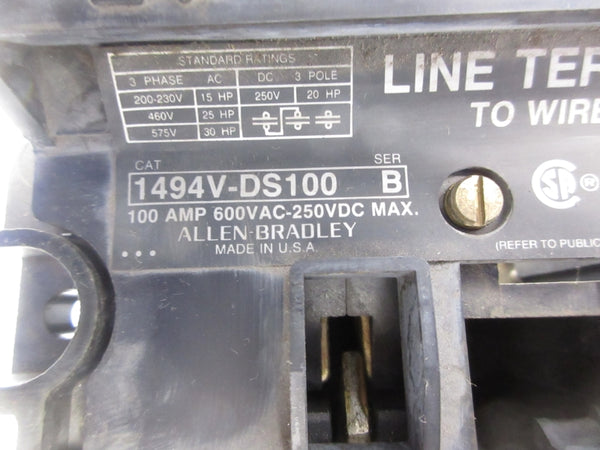 STANDARD RATINGS
3 PHASE AC DC 3 POLE
200-230V 15 HP 250V 20 HP
460V 25 HP
575V 30 HP
LINE TER
TO WIRE
CAT SER
1494V-DS100 B
100 AMP 600VAC-250VDC MAX.
ALLEN-BRADLEY
MADE IN U.S.A
SA ®
(REFER TO PUBLIC